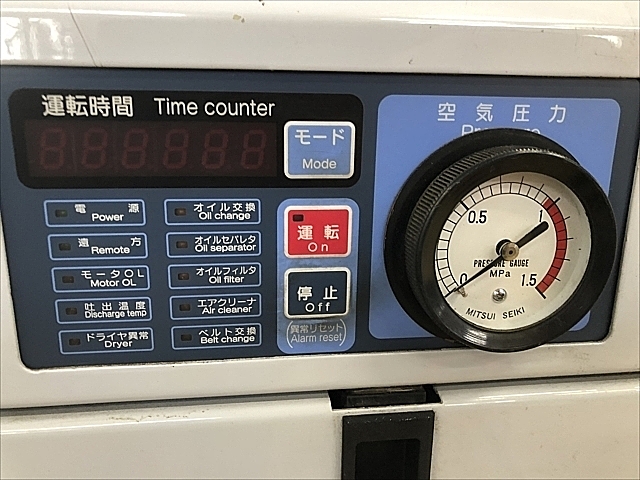 運転時間 Time counter
モード
Mode
電源
Power
遠方
Remote
モータOL
Motor OL
吐出温度
Discharge temp
ドライヤ異常
Dryer
オイル交換
Oil change
オイルセパレタ
Oil separator
オイルフィルタ
Oil filter
エアクリーナ
Air cleaner
ベルト交換
Belt change
運転
On
停止
Off
異常リセット
(Alarm reset)
空気圧力
0 0.5 1 1.5
PRESSURE GAUGE
MPa
MITSUI SEIKI